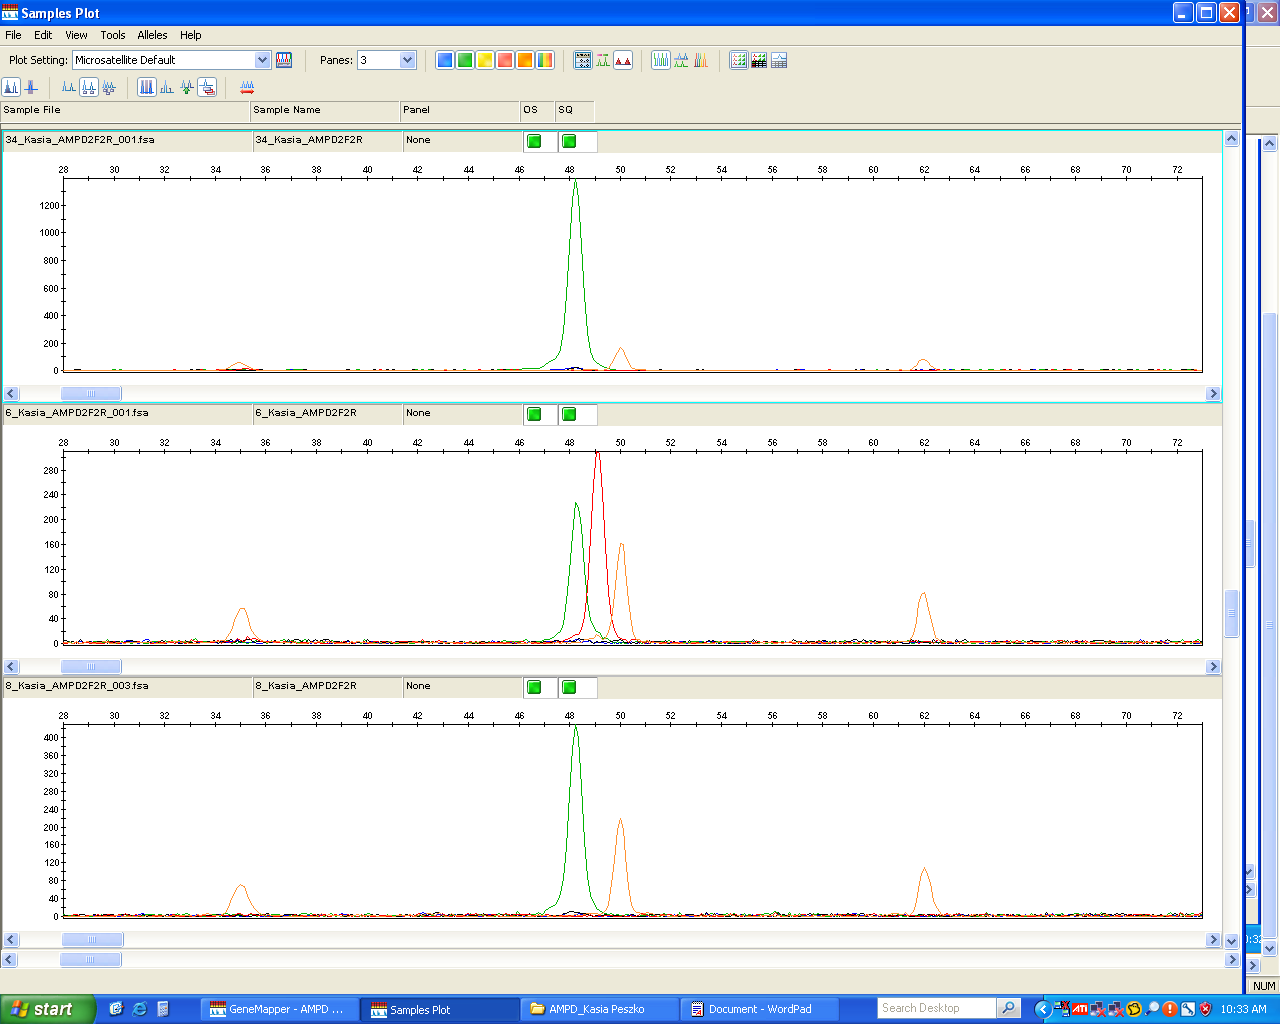 Samples Plot
File Edit View Tools Alleles Help
Plot Setting: Microsatellite Default Panes: 3
Sample File Sample Name Panel OS SQ
34_Kasia_AMPD2F2R_001.fsa 34_Kasia_AMPD2F2R None
28 30 32 34 36 38 40 42 44 46 48 50 52 54 56 58 60 62 64 66 68 70 72
1200
1000
800
600
400
200
0
6_Kasia_AMPD2F2R_001.fsa 6_Kasia_AMPD2F2R None
28 30 32 34 36 38 40 42 44 46 48 50 52 54 56 58 60 62 64 66 68 70 72
280
240
200
160
120
80
40
0
8_Kasia_AMPD2F2R_003.fsa 8_Kasia_AMPD2F2R None
28 30 32 34 36 38 40 42 44 46 48 50 52 54 56 58 60 62 64 66 68 70 72
400
360
320
280
240
200
160
120
80
40
0
NUM
start GeneMapper - AMPD ... Samples Plot AMPD_Kasia Peszko Document - WordPad Search Desktop ATI 10:33 AM